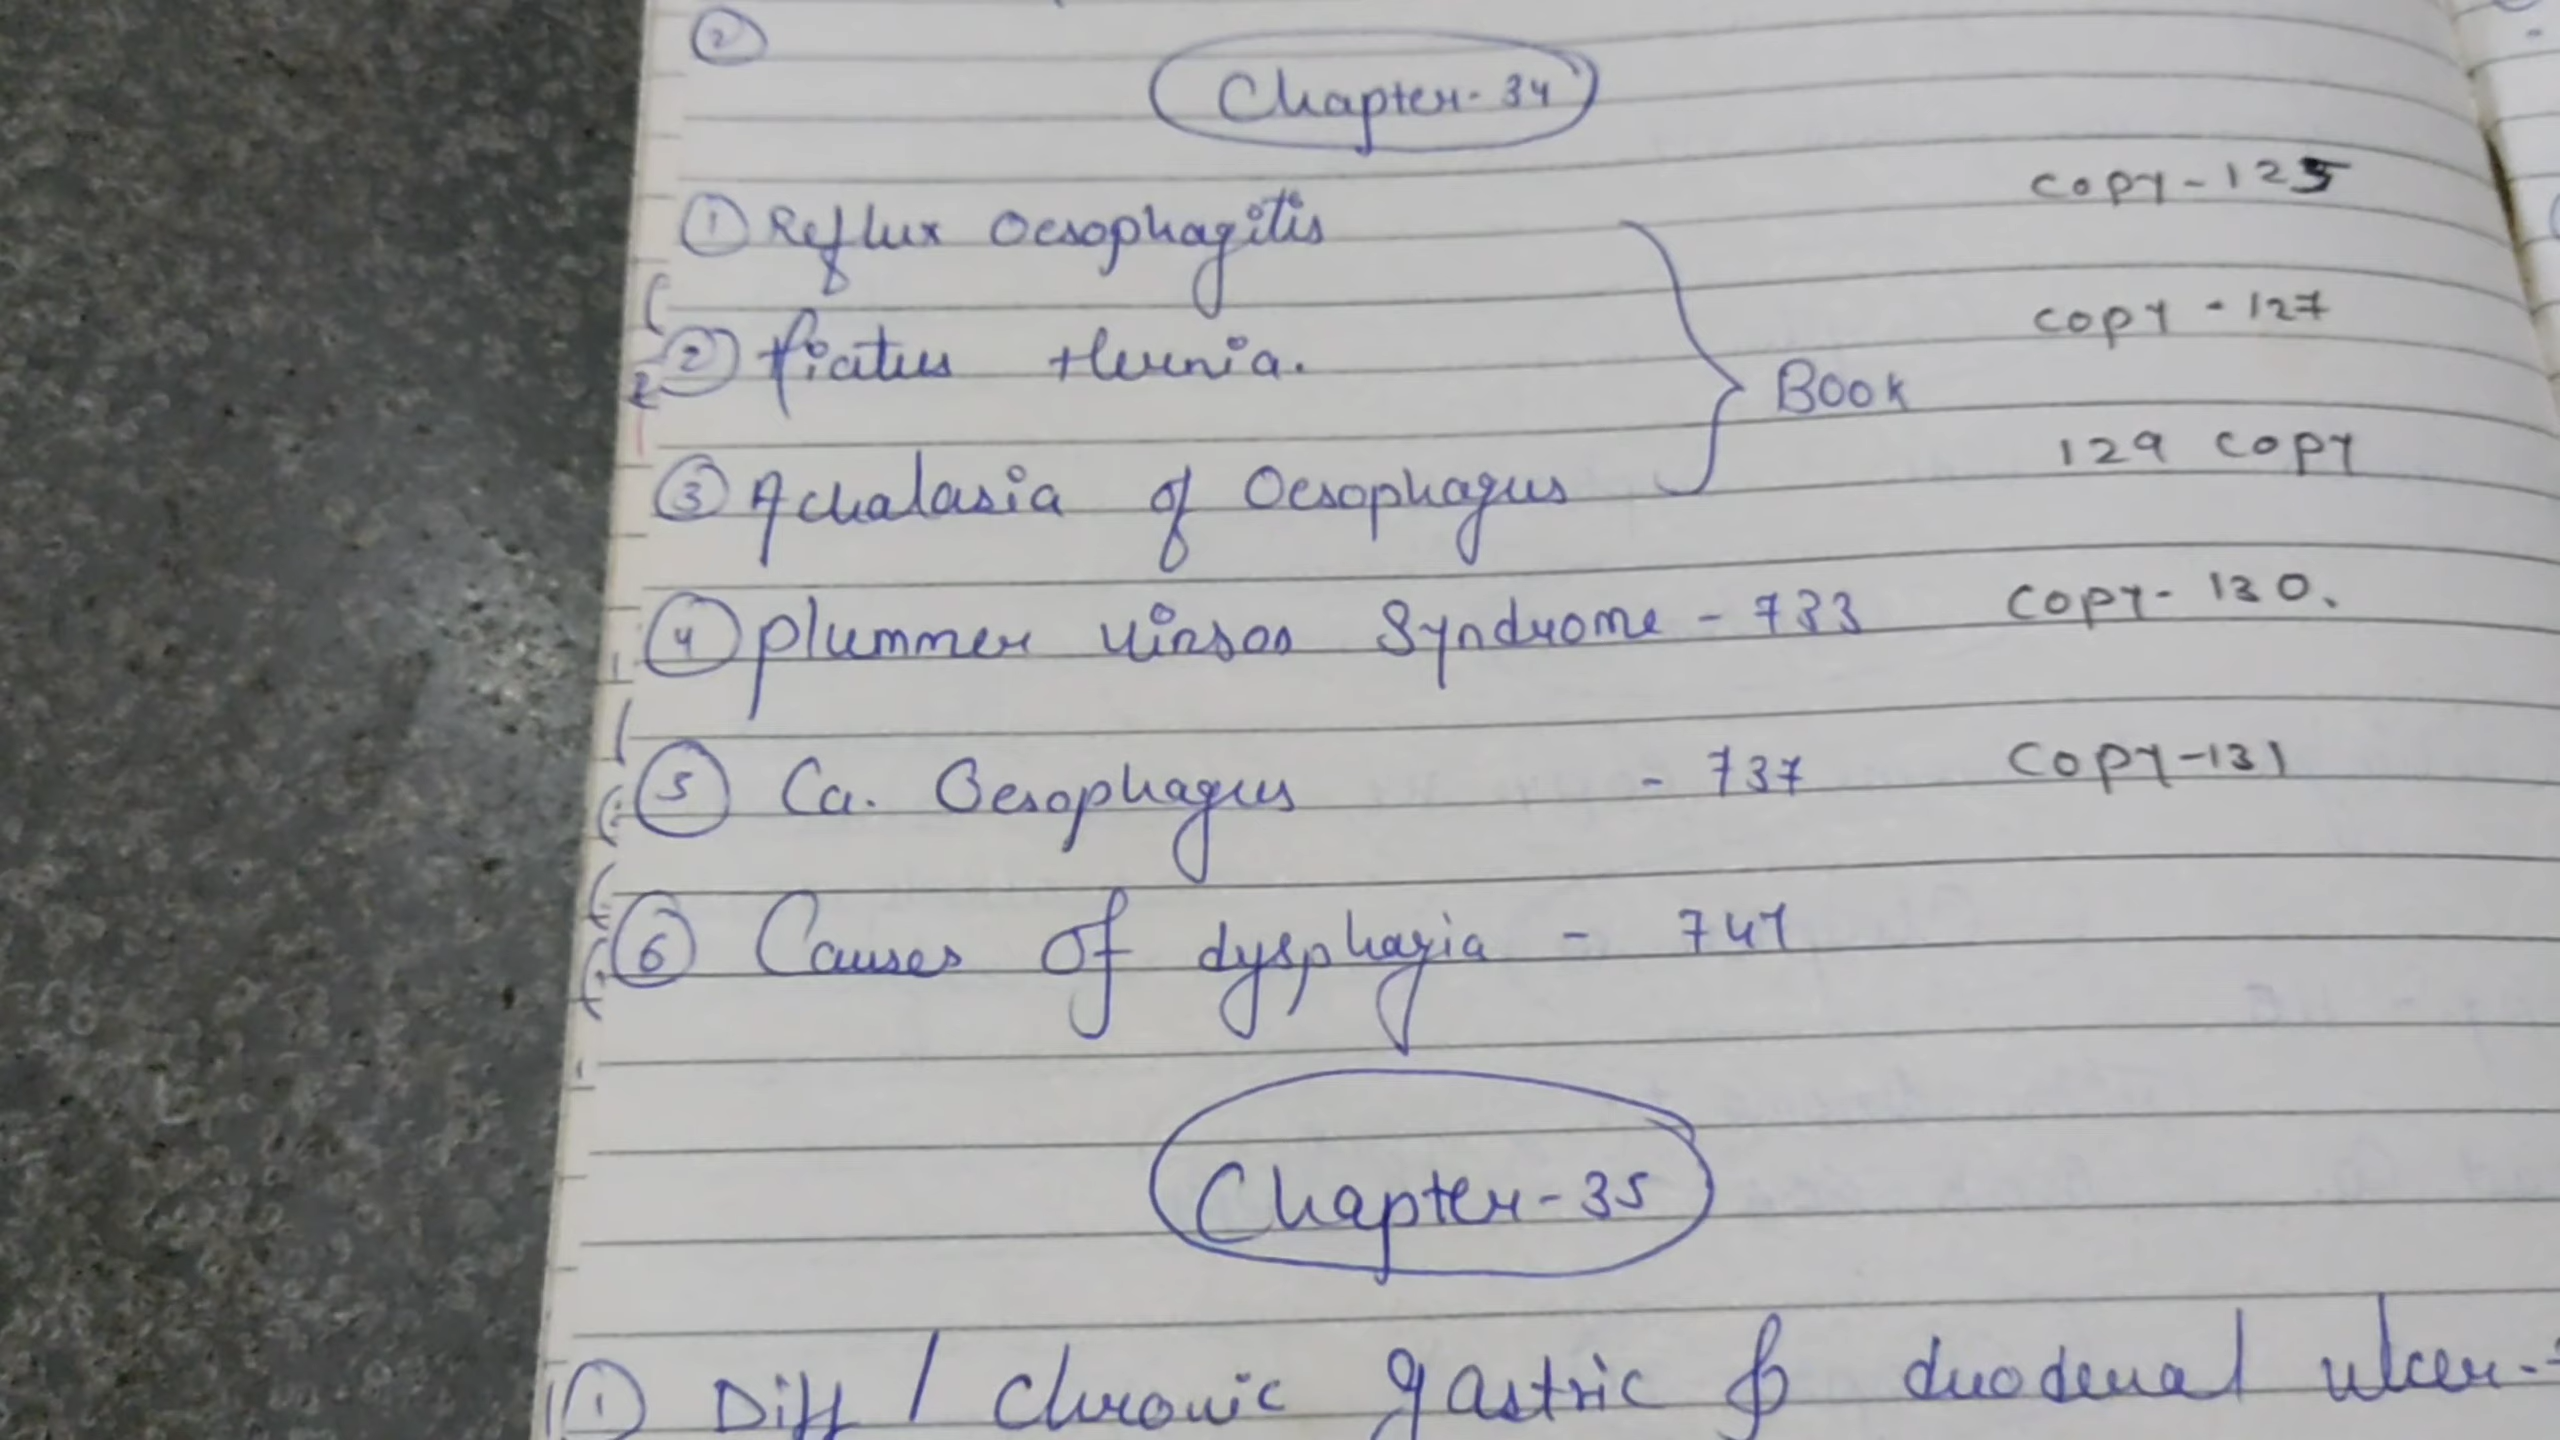 2
Chapter-34
① Reflux Oesophagitis copy-125
② Hiatus Hernia. copy-127
Book
③ Achalasia of Oesophagus 129 copy
④ plummer vinson Syndrome - 733 copy-130.
⑤ Ca. Oesophagus - 737 copy-131
⑥ Causes of dysphagia - 741
Chapter-35
① Diff / chronic gastric & duodenal ulcer-